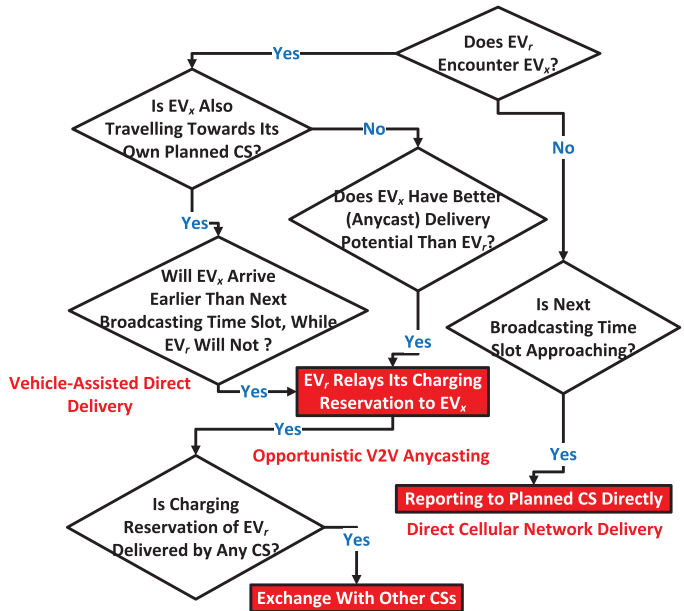 Does EVr
Encounter EVx?
Yes
Is EVx Also
Travelling Towards Its
Own Planned CS?
No
No
Does EVx Have Better
(Anycast) Delivery
Potential Than EVr?
Yes
Will EVx Arrive
Earlier Than Next
Broadcasting Time Slot, While
EVr Will Not ?
Is Next
Broadcasting Time
Slot Approaching?
Yes
Vehicle-Assisted Direct
Delivery
Yes
EVr Relays Its Charging
Reservation to EVx
Yes
Opportunistic V2V Anycasting
Yes
Is Charging
Reservation of EVr
Delivered by Any CS?
Reporting to Planned CS Directly
Direct Cellular Network Delivery
Yes
Exchange With Other CSs